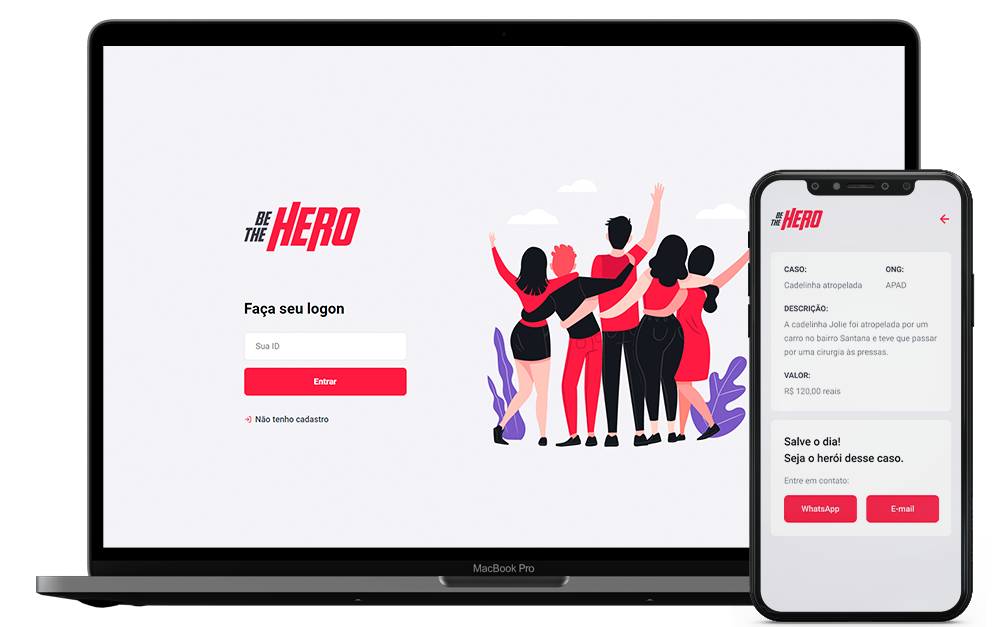 BE
THE HERO
Faça seu logon
Sua ID
Entrar
Não tenho cadastro
MacBook Pro
BE
THE HERO
CASO: ONG:
Cadelinha atropelada APAD
DESCRIÇÃO:
A cadelinha Jolie foi atropelada por um
carro no bairro Santana e teve que passar
por uma cirurgia às pressas.
VALOR:
R$ 120,00 reais
Salve o dia!
Seja o herói desse caso.
Entre em contato:
WhatsApp E-mail